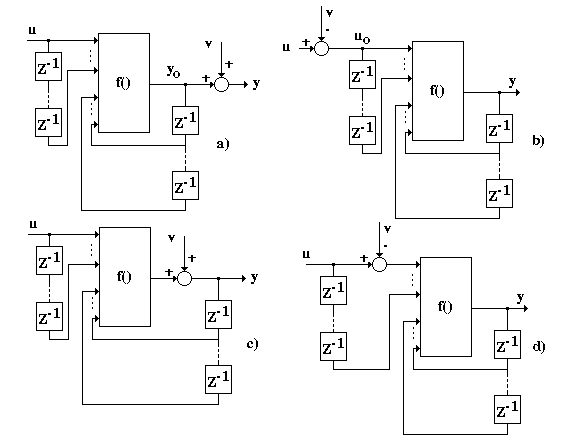 u
z⁻¹
z⁻¹
f()
y₀
v
+
+
y
z⁻¹
z⁻¹
a)
u
+
v
-
u₀
z⁻¹
z⁻¹
f()
y
z⁻¹
z⁻¹
b)
u
z⁻¹
z⁻¹
f()
v
+
+
y
z⁻¹
z⁻¹
c)
u
v
-
+
z⁻¹
z⁻¹
f()
y
z⁻¹
z⁻¹
d)